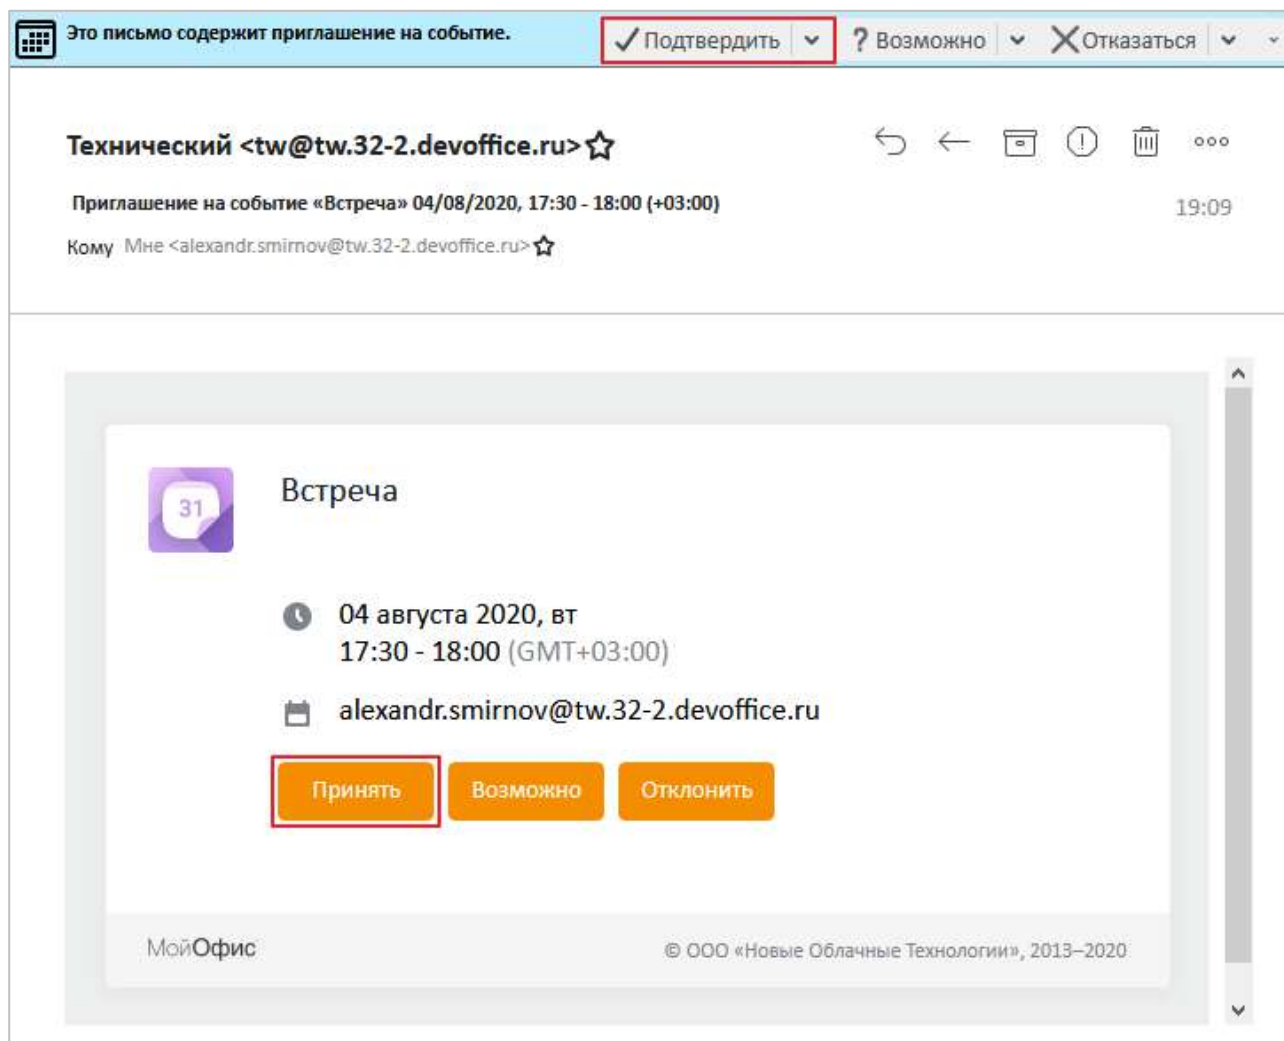 Это письмо содержит приглашение на событие.
Подтвердить
? Возможно
Отказаться
Технический <tw@tw.32-2.devoffice.ru>
Приглашение на событие «Встреча» 04/08/2020, 17:30 - 18:00 (+03:00)
19:09
Кому Мне <alexandr.smirnov@tw.32-2.devoffice.ru>
31
Встреча
04 августа 2020, вт
17:30 - 18:00 (GMT+03:00)
alexandr.smirnov@tw.32-2.devoffice.ru
Принять
Возможно
Отклонить
МойОфис
© ООО «Новые Облачные Технологии», 2013–2020